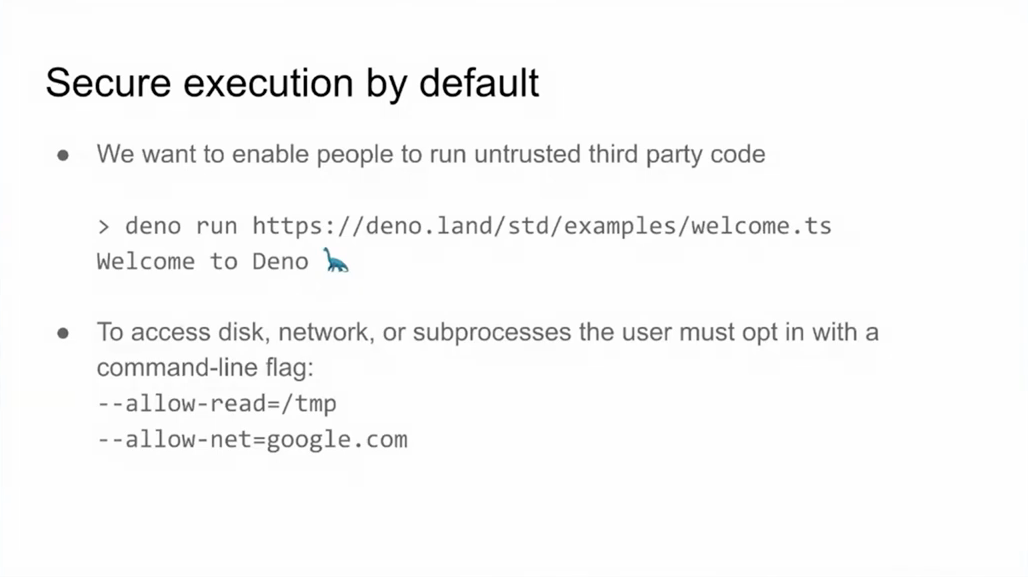 Secure execution by default
● We want to enable people to run untrusted third party code
> deno run https://deno.land/std/examples/welcome.ts
Welcome to Deno 🦕
● To access disk, network, or subprocesses the user must opt in with a
command-line flag:
--allow-read=/tmp
--allow-net=google.com